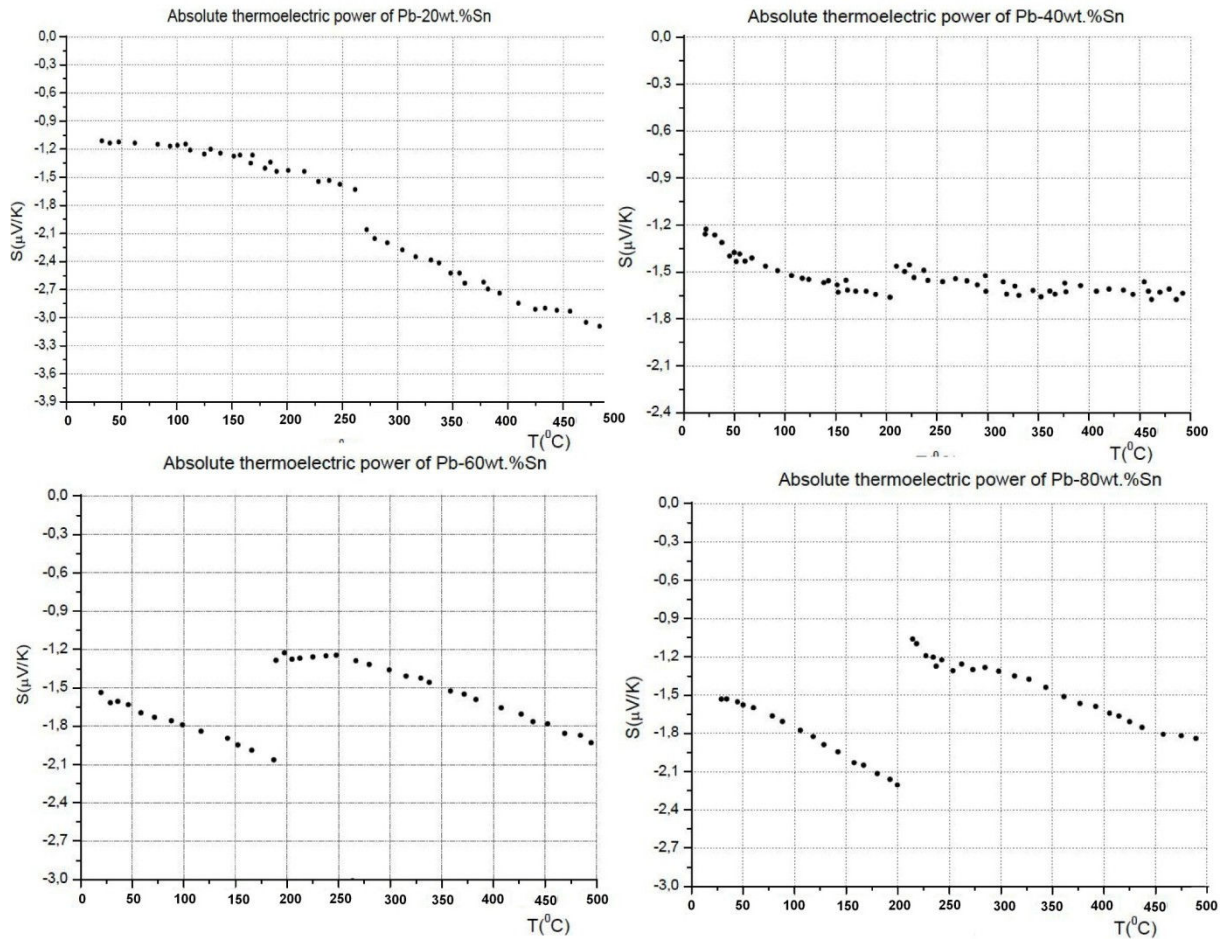 Absolute thermoelectric power of Pb-20wt.%Sn
0,0
-0,3
-0,6
-0,9
-1,2
-1,5
-1,8
-2,1
-2,4
-2,7
-3,0
-3,3
-3,6
-3,9
S(µV/K)
0 50 100 150 200 250 300 350 400 450 500
T(⁰C)
Absolute thermoelectric power of Pb-40wt.%Sn
0,0
-0,3
-0,6
-0,9
-1,2
-1,5
-1,8
-2,1
-2,4
S(µV/K)
0 50 100 150 200 250 300 350 400 450 500
T(⁰C)
Absolute thermoelectric power of Pb-60wt.%Sn
0,0
-0,3
-0,6
-0,9
-1,2
-1,5
-1,8
-2,1
-2,4
-2,7
-3,0
S(µV/K)
0 50 100 150 200 250 300 350 400 450 500
T(⁰C)
Absolute thermoelectric power of Pb-80wt.%Sn
0,0
-0,3
-0,6
-0,9
-1,2
-1,5
-1,8
-2,1
-2,4
-2,7
-3,0
S(µV/K)
0 50 100 150 200 250 300 350 400 450 500
T(⁰C)